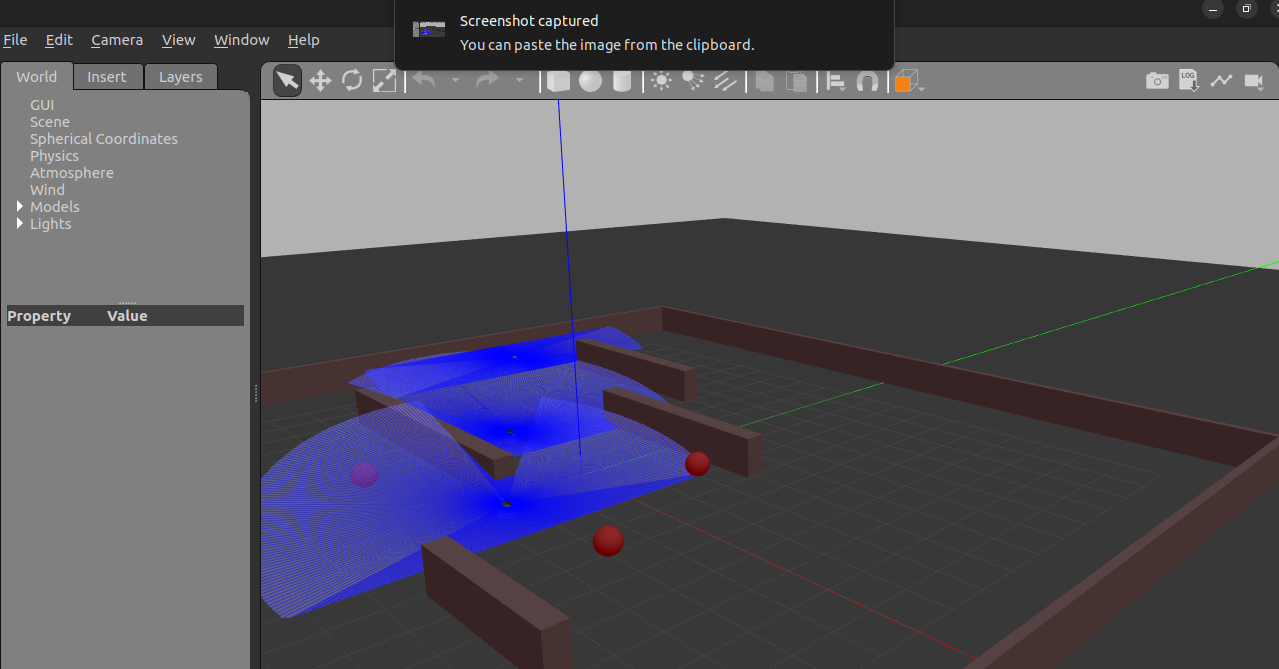 Screenshot captured
You can paste the image from the clipboard.
File Edit Camera View Window Help
World Insert Layers
LOG
GUI
Scene
Spherical Coordinates
Physics
Atmosphere
Wind
Models
Lights
Property Value